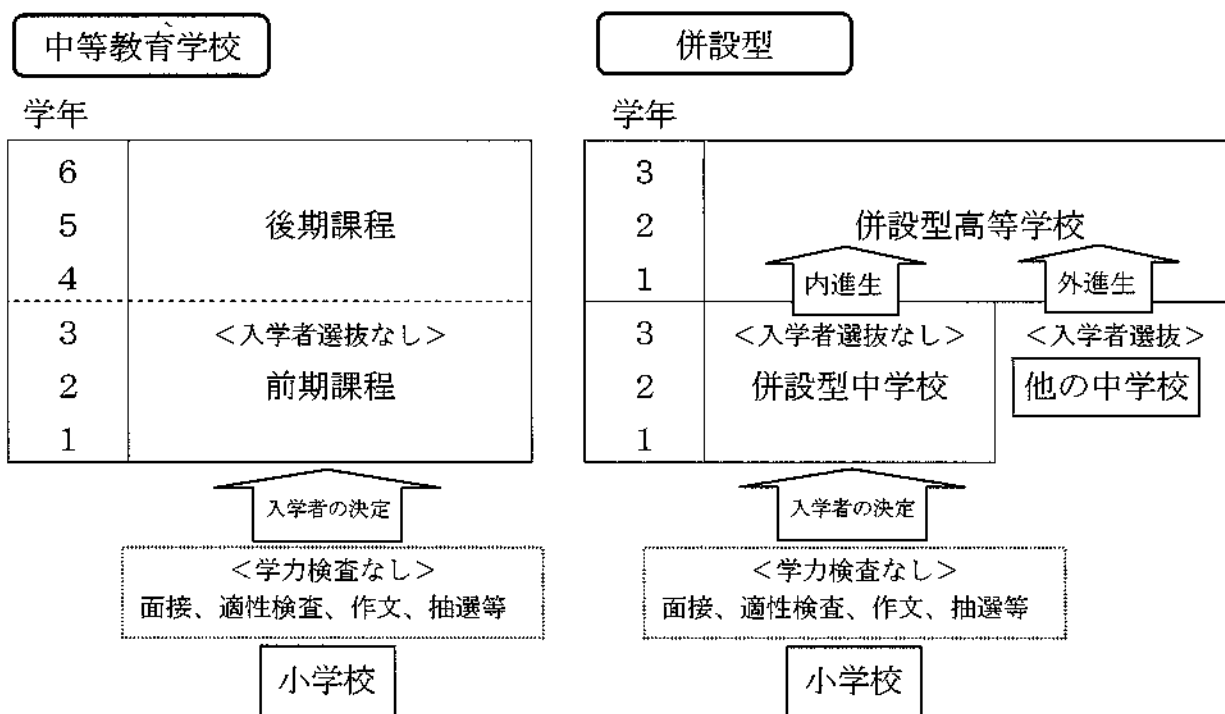 中等教育学校
学年
6
5
後期課程
4
3
＜入学者選抜なし＞
2
前期課程
1
入学者の決定
＜学力検査なし＞
面接、適性検査、作文、抽選等
小学校
併設型
学年
3
2
併設型高等学校
1
内進生
外進生
3
＜入学者選抜なし＞
＜入学者選抜＞
2
併設型中学校
他の中学校
1
入学者の決定
＜学力検査なし＞
面接、適性検査、作文、抽選等
小学校